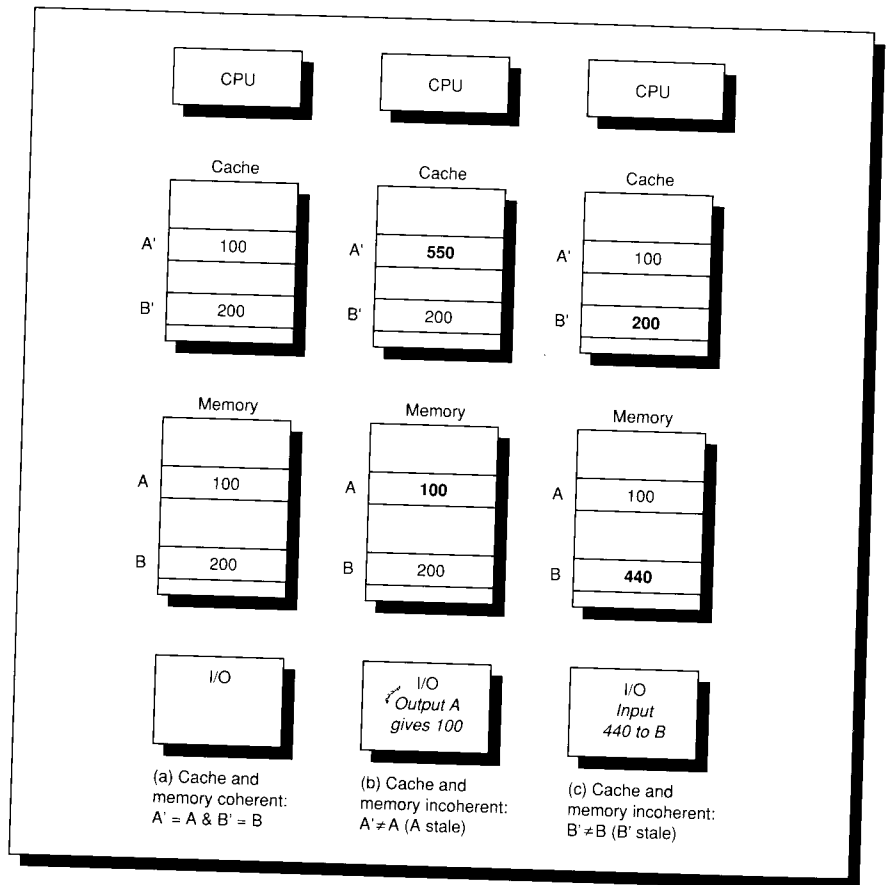 CPU
Cache
A' 100
B' 200
Memory
A 100
B 200
I/O
(a) Cache and
memory coherent:
A' = A & B' = B
CPU
Cache
A' 550
B' 200
Memory
A 100
B 200
I/O
Output A
gives 100
(b) Cache and
memory incoherent:
A' ≠ A (A stale)
CPU
Cache
A' 100
B' 200
Memory
A 100
B 440
I/O
Input
440 to B
(c) Cache and
memory incoherent:
B' ≠ B (B' stale)